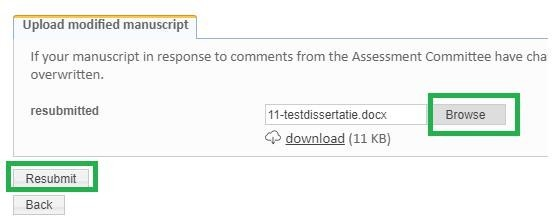 Upload modified manuscript
If your manuscript in response to comments from the Assessment Committee have cha
overwritten.
resubmitted
11-testdissertatie.docx
Browse
download (11 KB)
Resubmit
Back